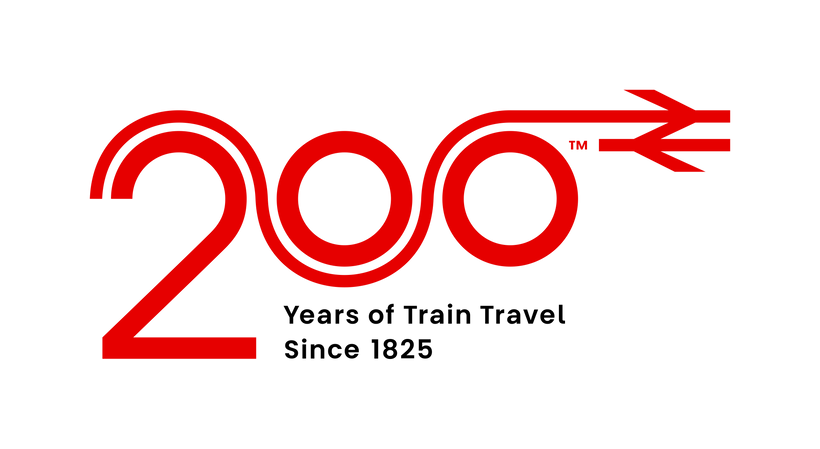 200™
Years of Train Travel
Since 1825